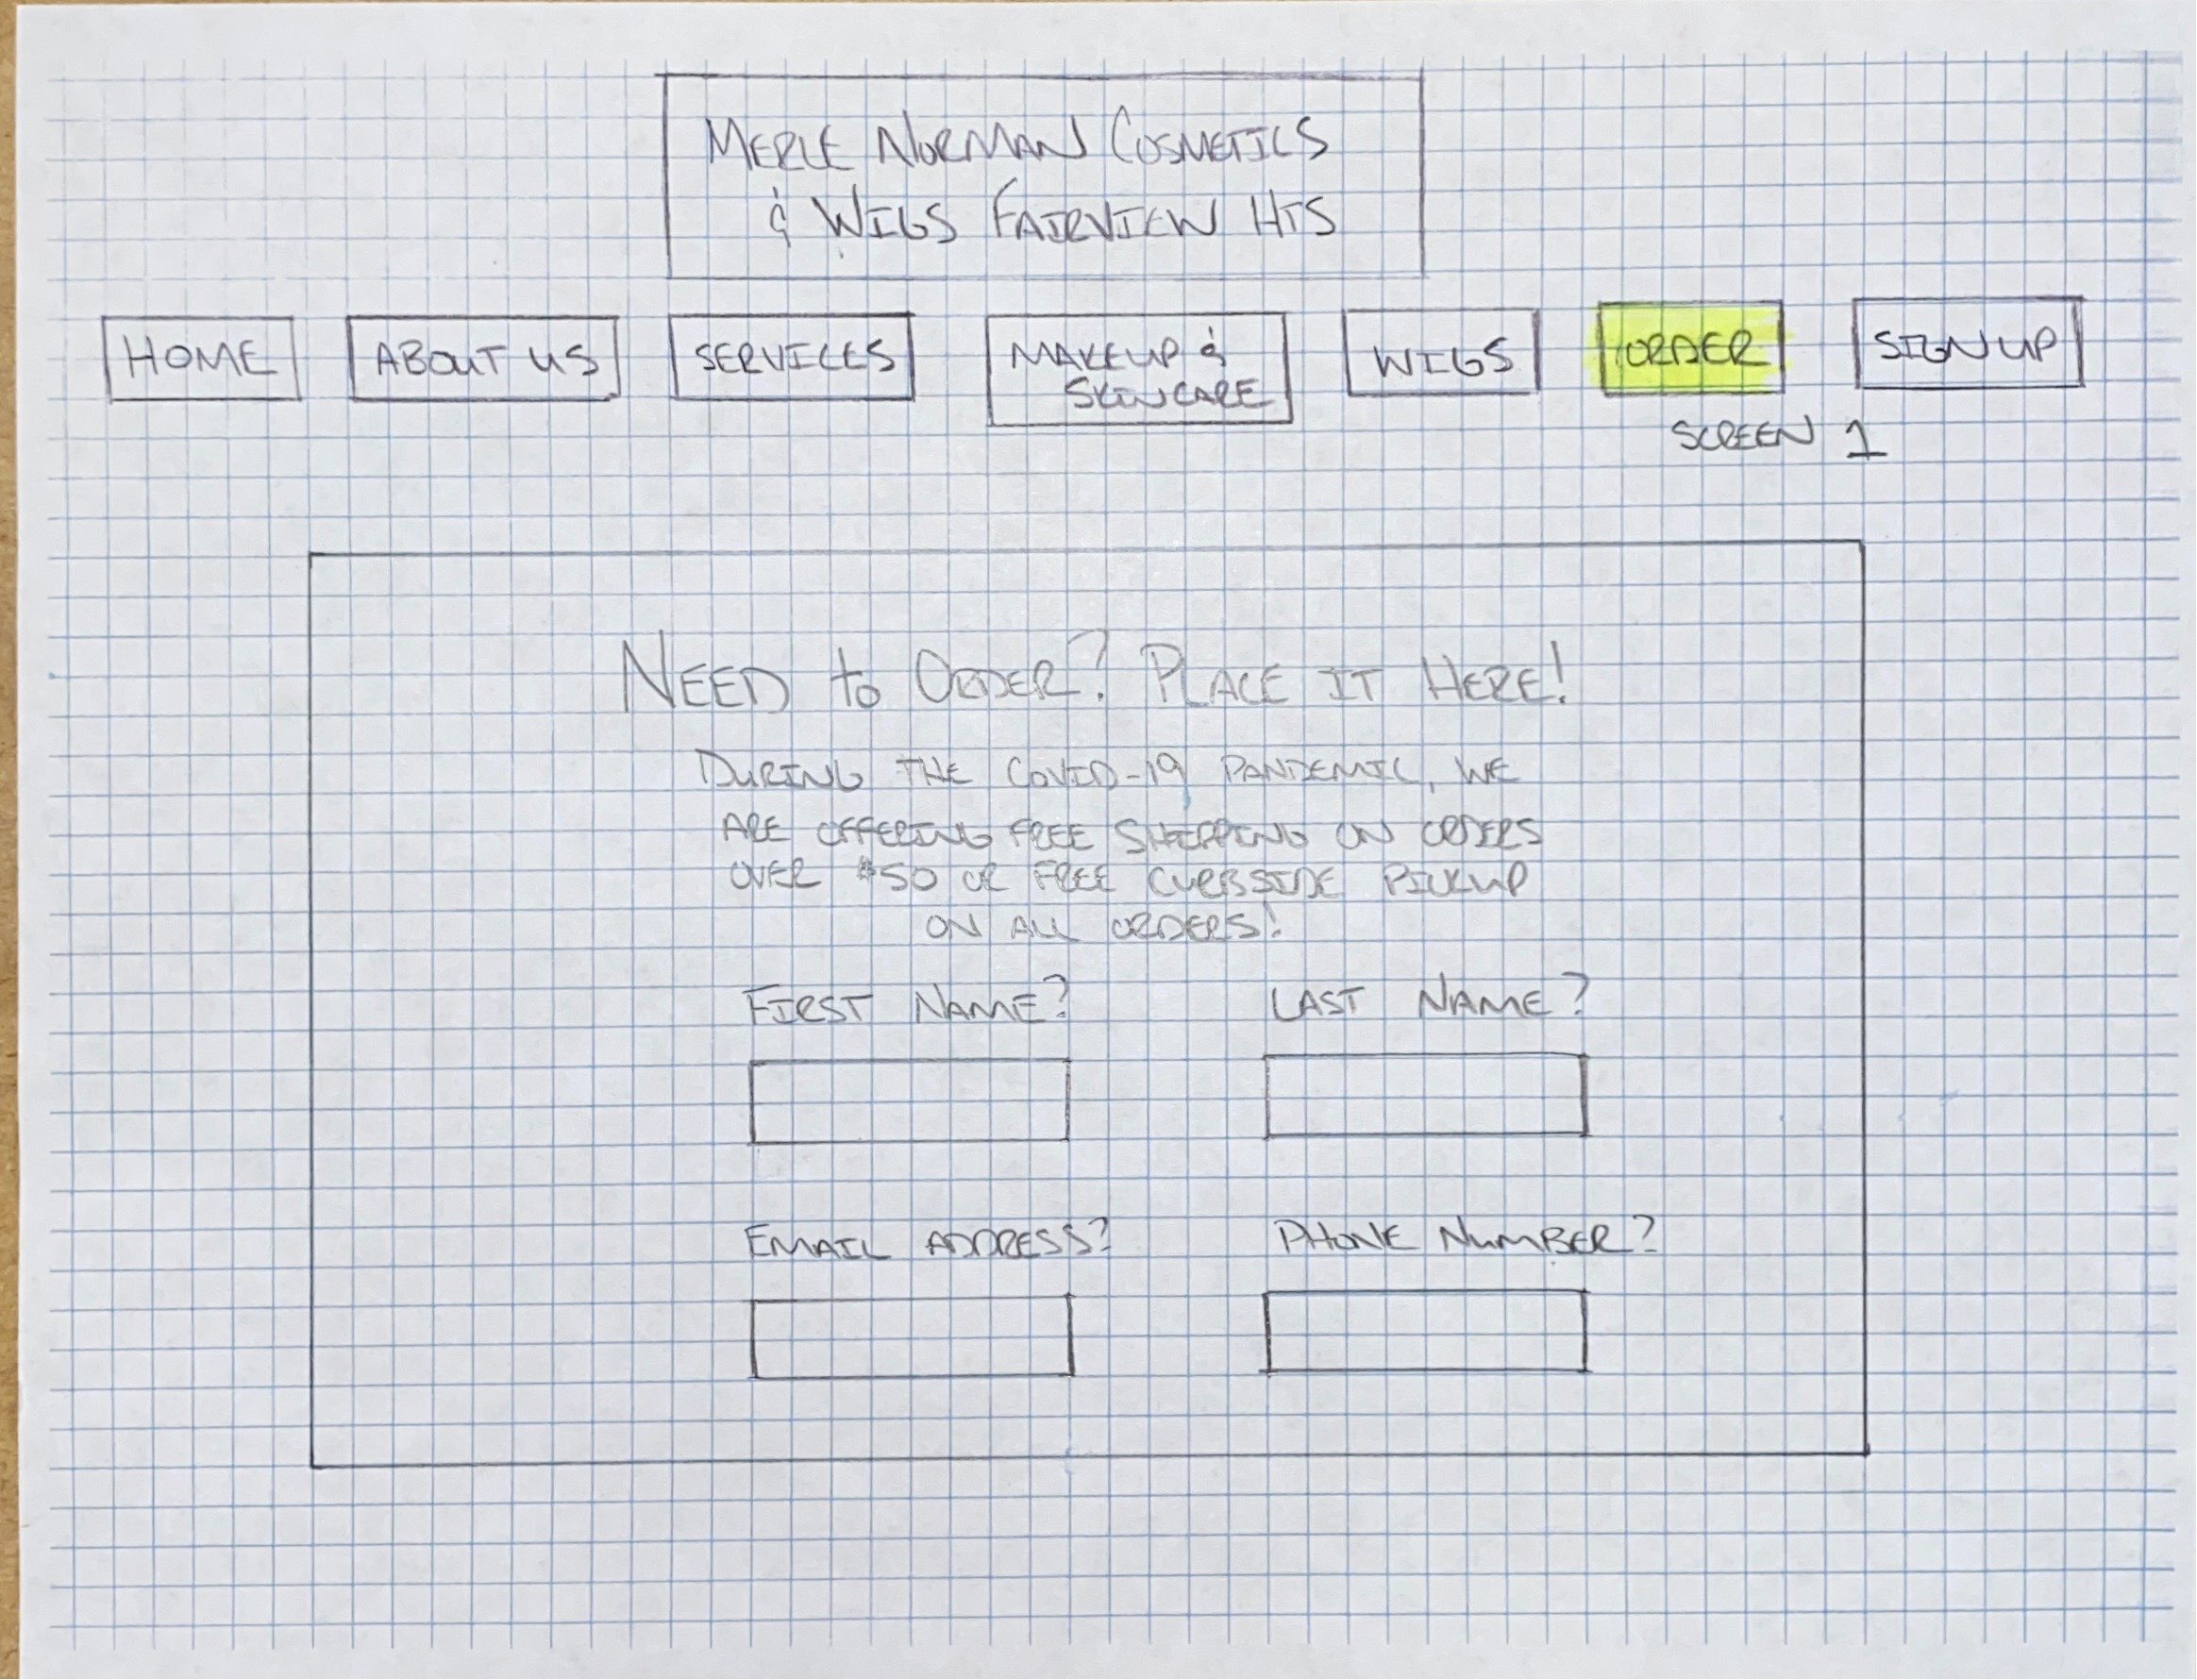 MERLE NORMAN COSMETICS
& WIGS FAIRVIEW HTS
HOME
ABOUT US
SERVICES
MAKEUP &
SKINCARE
WIGS
ORDER
SIGN UP
SCREEN 1
NEED to ORDER? PLACE IT HERE!
DURING THE COVID-19 PANDEMIC, WE
ARE OFFERING FREE SHIPPING ON ORDERS
OVER $50 OR FREE CURBSIDE PICKUP
ON ALL ORDERS!
FIRST NAME? LAST NAME?
EMAIL ADDRESS? PHONE NUMBER?